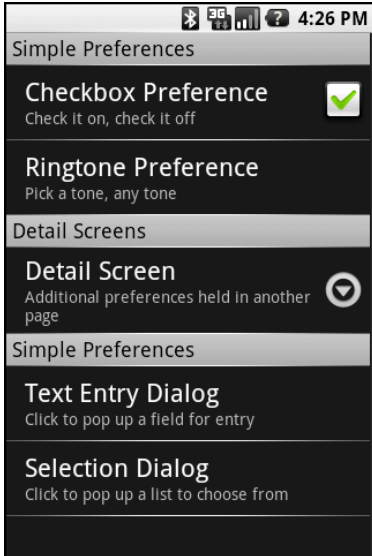 3G 4:26 PM
Simple Preferences
Checkbox Preference
Check it on, check it off
Ringtone Preference
Pick a tone, any tone
Detail Screens
Detail Screen
Additional preferences held in another
page
Simple Preferences
Text Entry Dialog
Click to pop up a field for entry
Selection Dialog
Click to pop up a list to choose from